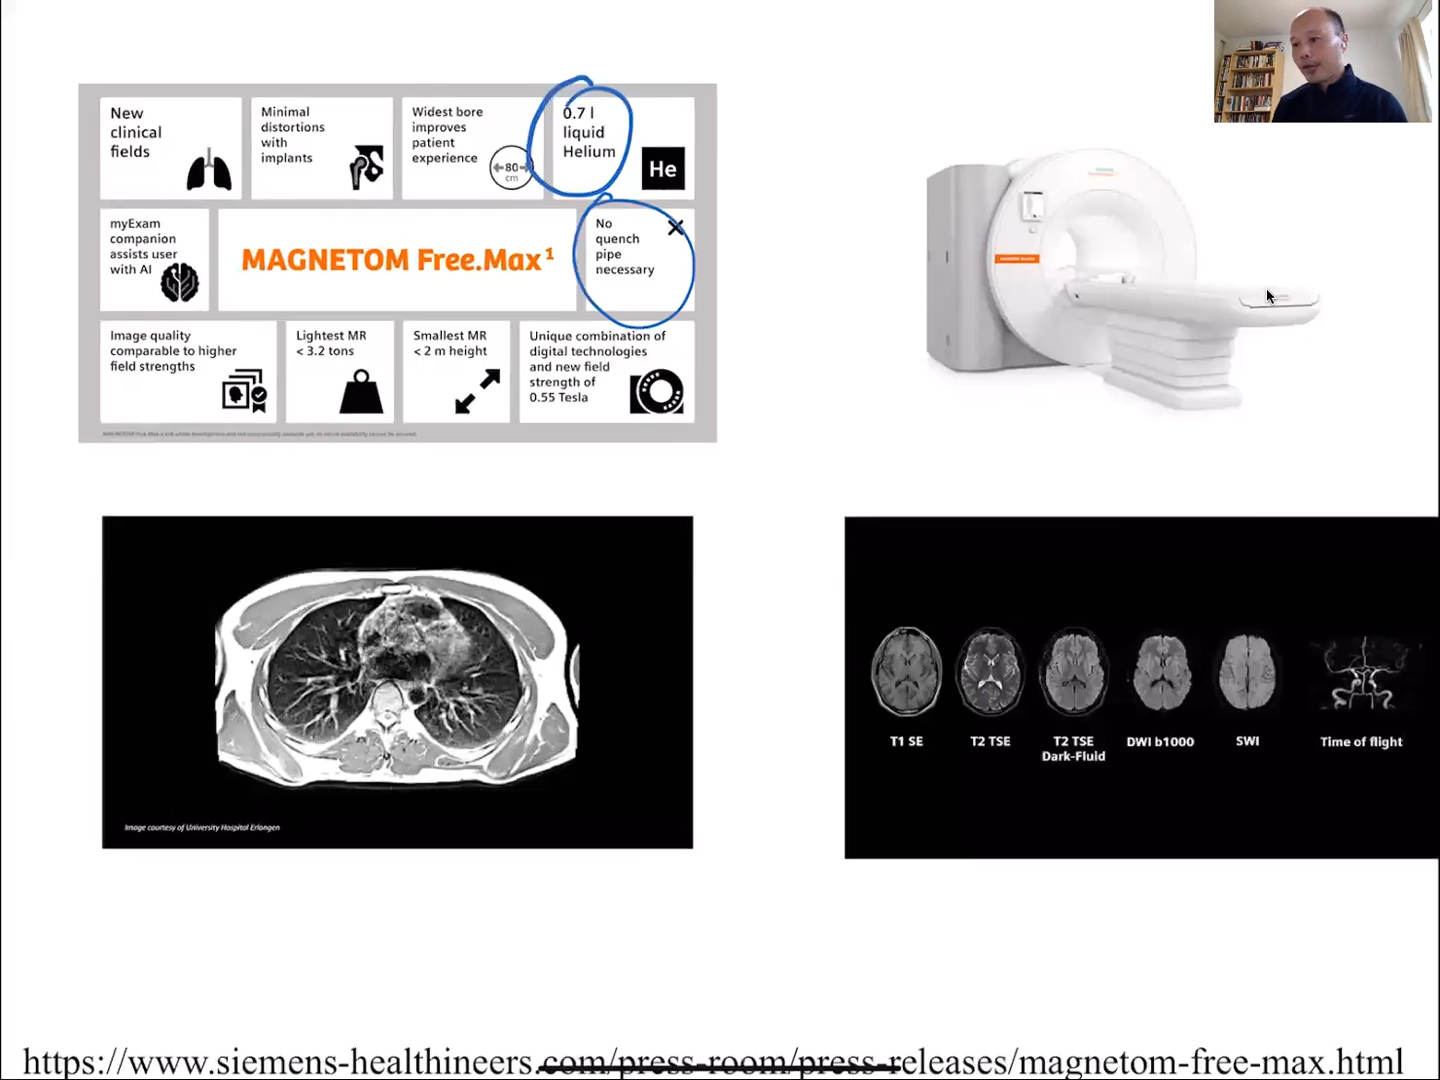 New
clinical
fields
Minimal
distortions
with
implants
Widest bore
improves
patient
experience
80
cm
0.7 l
liquid
Helium
He
myExam
companion
assists user
with AI
MAGNETOM Free.Max¹
No
quench
pipe
necessary
Image quality
comparable to higher
field strengths
Lightest MR
< 3.2 tons
Smallest MR
< 2 m height
Unique combination of
digital technologies
and new field
strength of
0.55 Tesla
Image courtesy of University Hospital Erlangen
T1 SE
T2 TSE
T2 TSE
Dark-Fluid
DWI b1000
SWI
Time of flight
https://www.siemens-healthineers.com/press-room/press-releases/magnetom-free-max.html